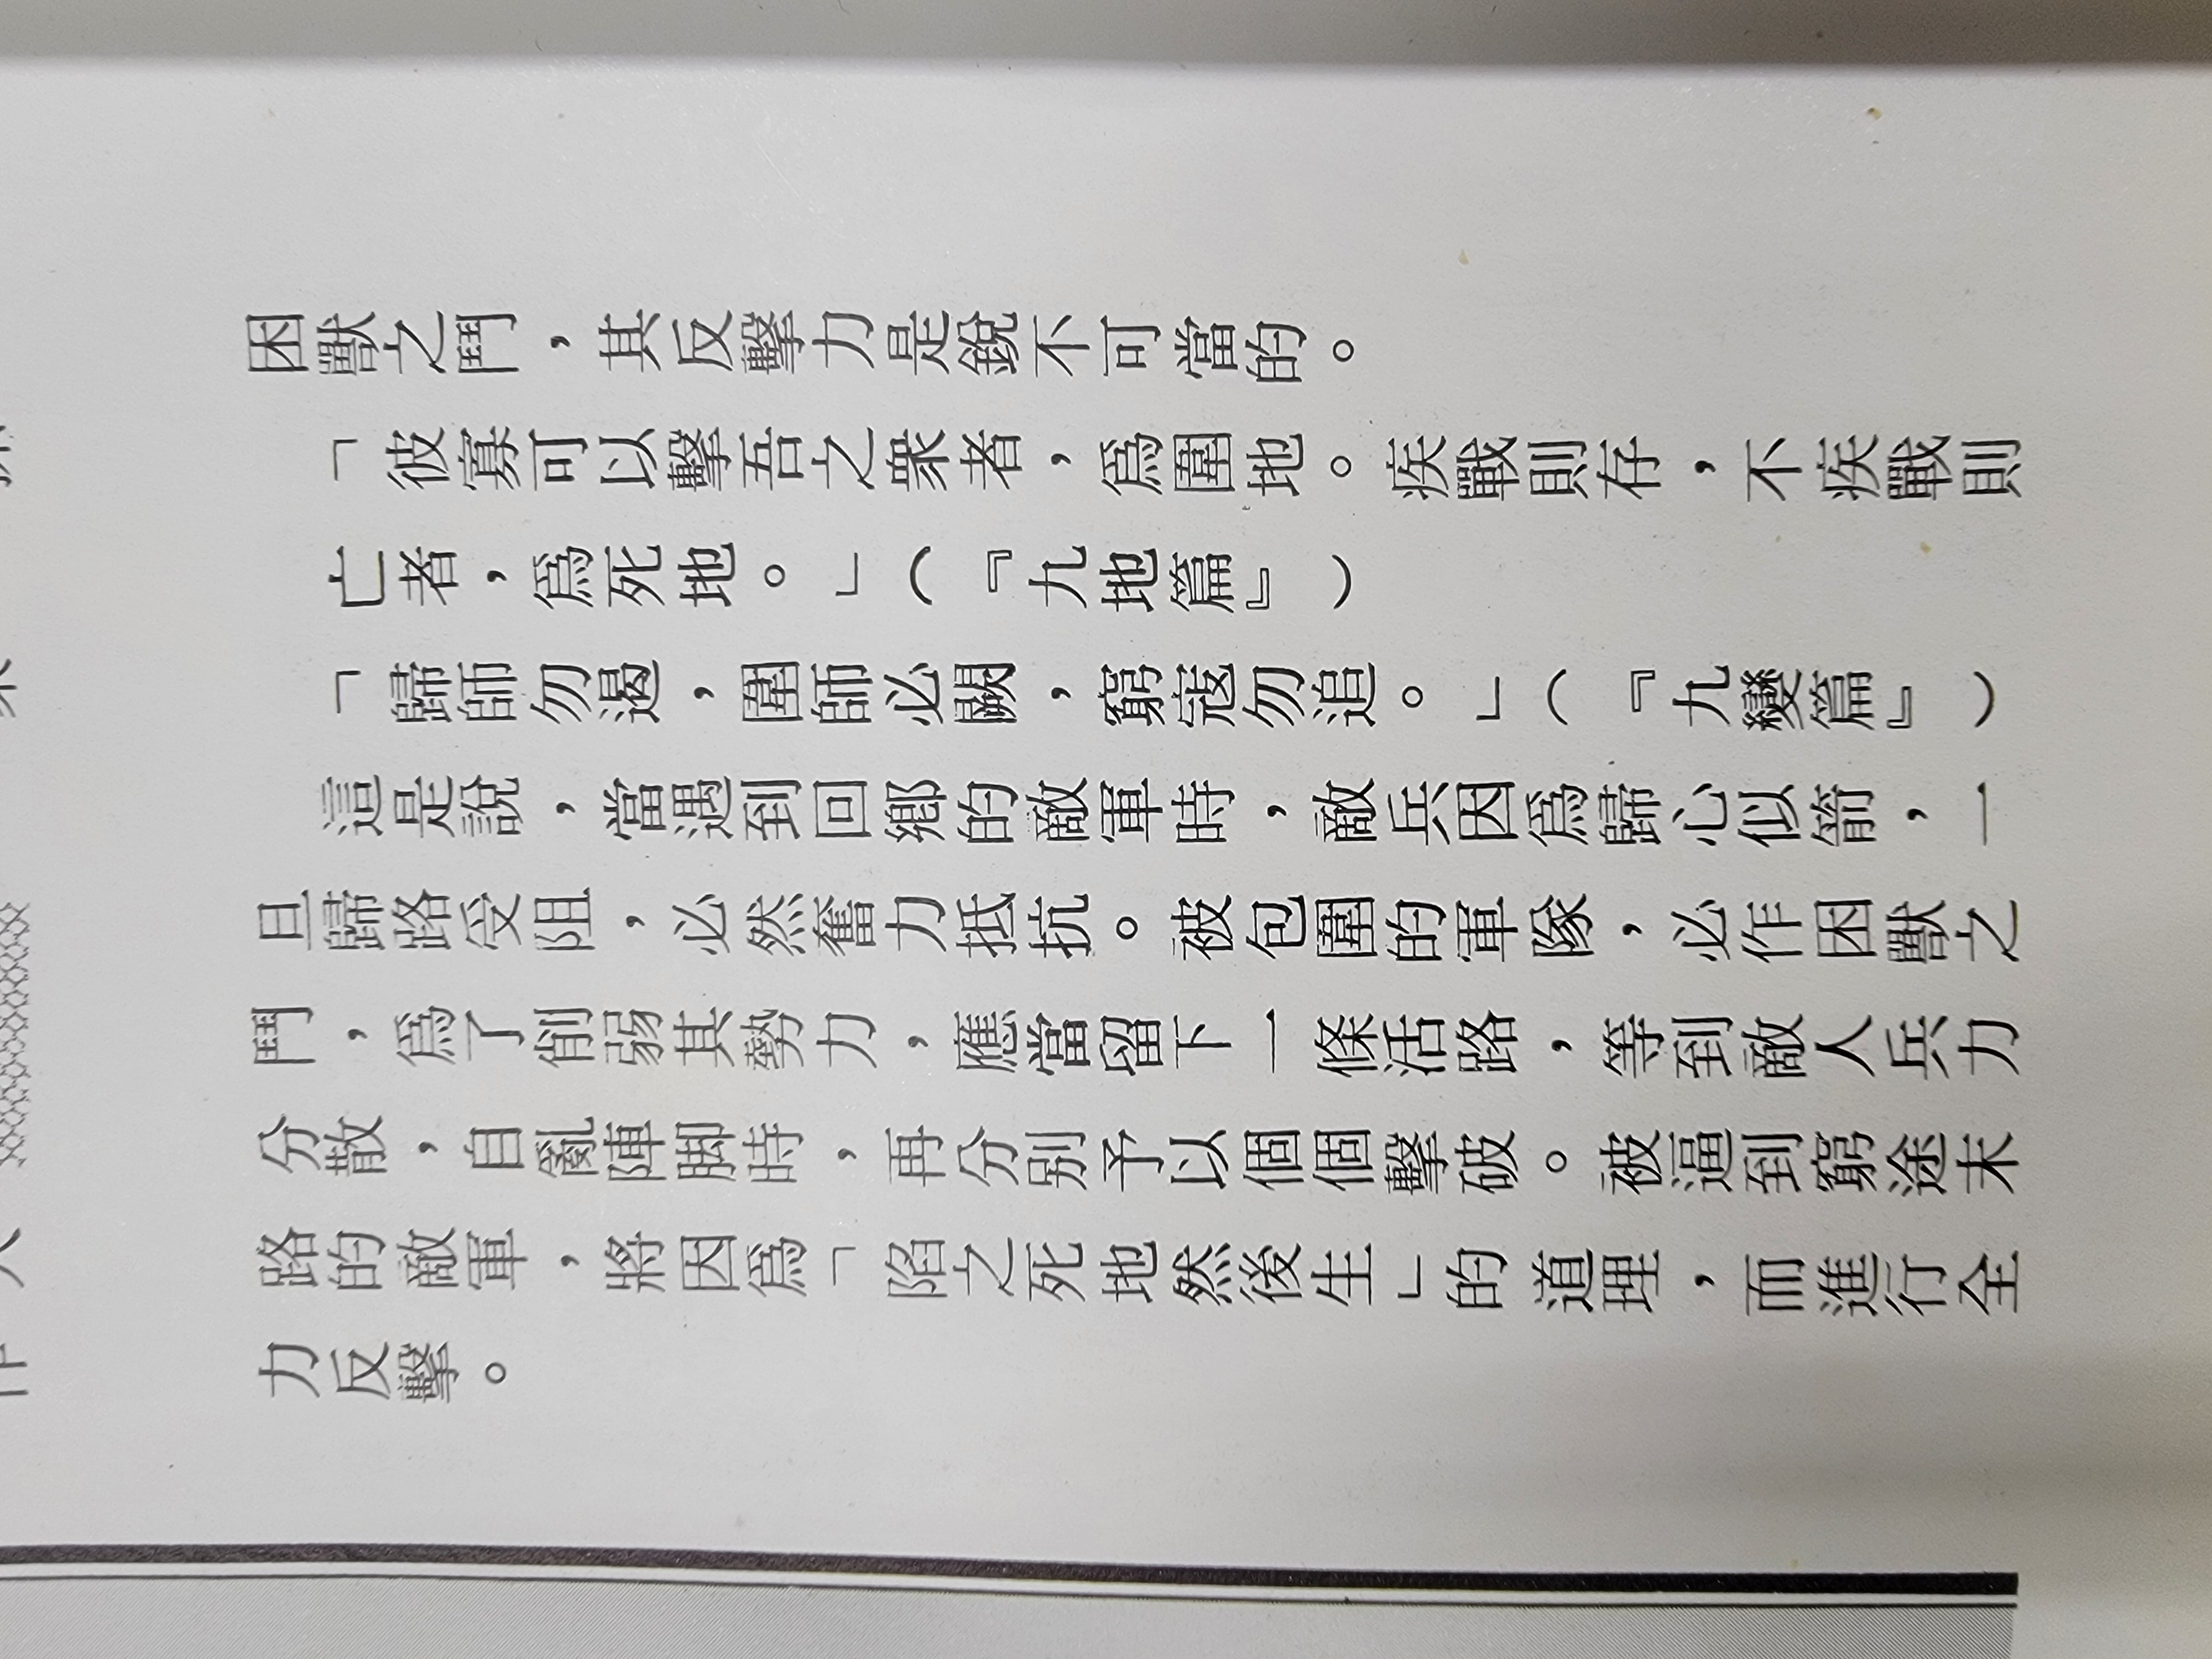 困獸之鬥，其反擊力是銳不可當的。
「彼寡可以擊吾之衆者，爲圍地。疾戰則存，不疾戰則
亡者，爲死地。」（『九地篇』）
「歸師勿遏，圍師必闕，窮寇勿追。」（『九變篇』）
這是說，當遇到回鄉的敵軍時，敵兵因爲歸心似箭，一
旦歸路受阻，必然奮力抵抗。被包圍的軍隊，必作困獸之
鬥，爲了削弱其勢力，應當留下一條活路，等到敵人兵力
分散，自亂陣脚時，再分別予以個個擊破。被逼到窮途末
路的敵軍，將因爲「陷之死地然後生」的道理，而進行全
力反擊。